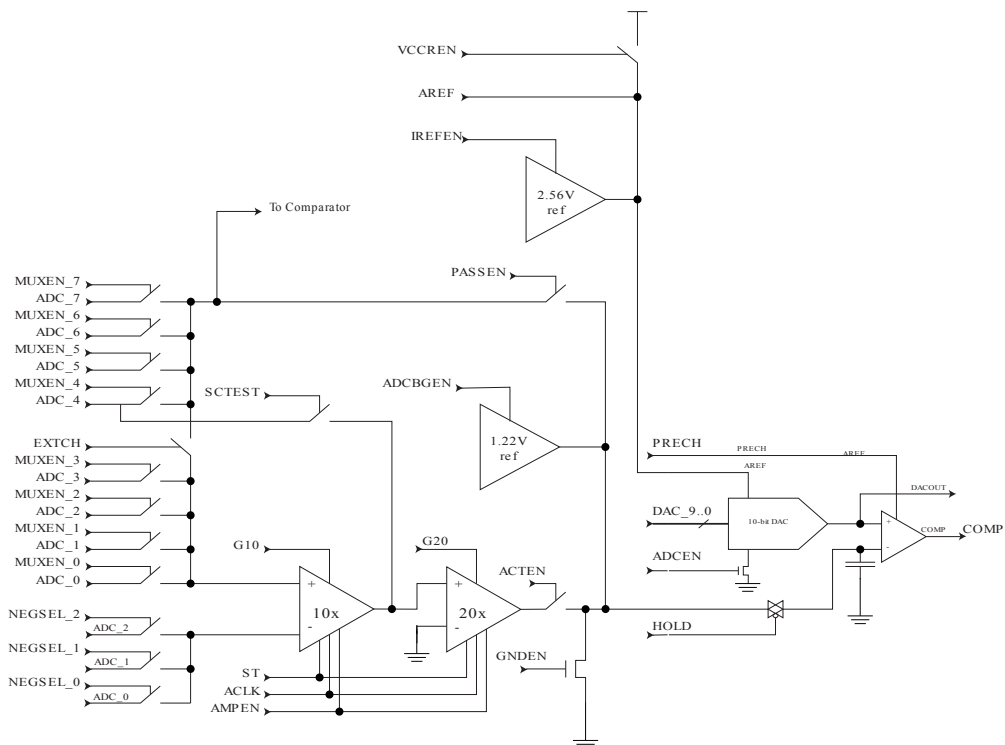 VCCREN
AREF
IREFEN
2.56V
ref
To Comparator
PASSEN
MUXEN_7
ADC_7
MUXEN_6
ADC_6
MUXEN_5
ADC_5
MUXEN_4
ADC_4
SCTEST
ADCBGEN
1.22V
ref
EXTCH
MUXEN_3
ADC_3
MUXEN_2
ADC_2
MUXEN_1
ADC_1
MUXEN_0
ADC_0
PRECH
PRECH
AREF
AREF
DAC_9..0
10-bit DAC
DACOUT
+
-
COMP
COMP
ADCEN
HOLD
G10
+
10x
-
G20
+
20x
-
ACTEN
NEGSEL_2
ADC_2
NEGSEL_1
ADC_1
NEGSEL_0
ADC_0
ST
ACLK
AMPEN
GNDEN